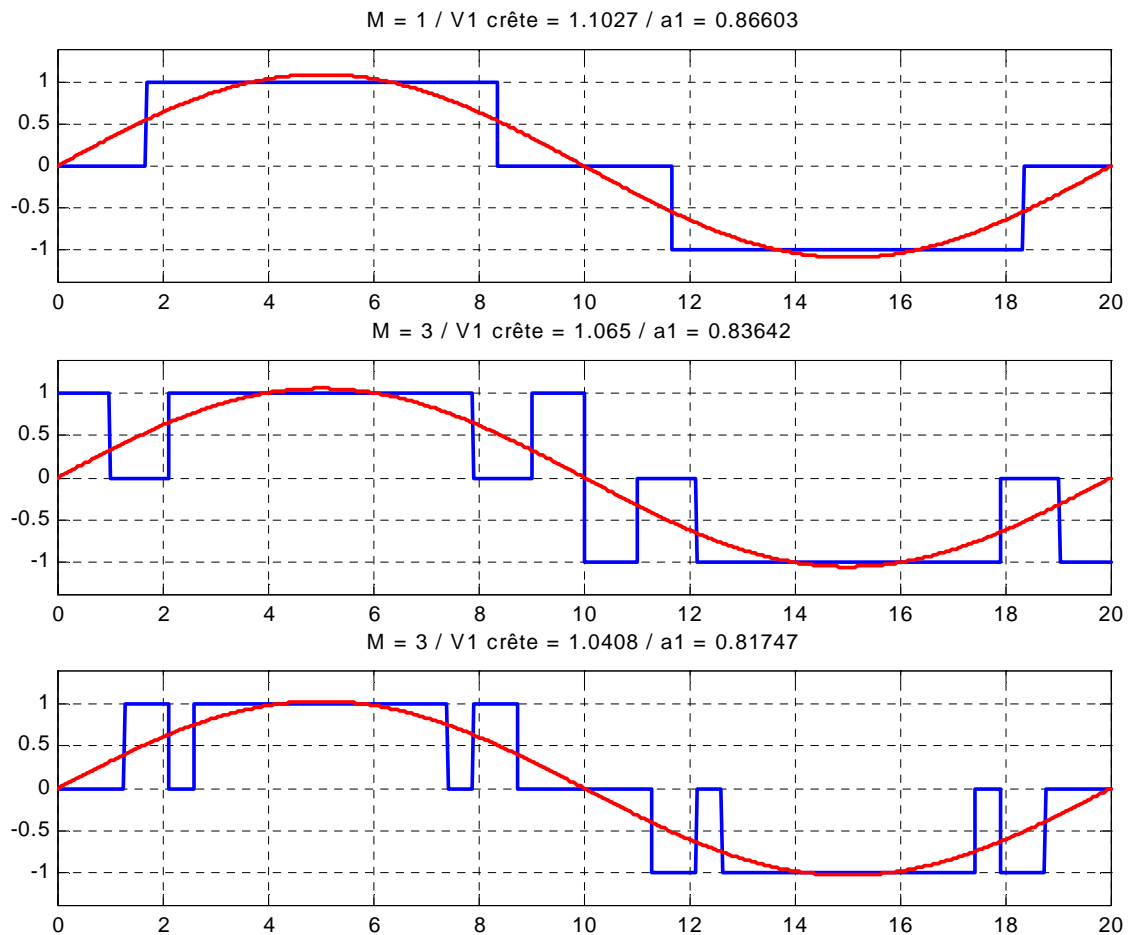 M = 1 / V1 crête = 1.1027 / a1 = 0.86603
1
0.5
0
-0.5
-1
0 2 4 6 8 10 12 14 16 18 20
M = 3 / V1 crête = 1.065 / a1 = 0.83642
1
0.5
0
-0.5
-1
0 2 4 6 8 10 12 14 16 18 20
M = 3 / V1 crête = 1.0408 / a1 = 0.81747
1
0.5
0
-0.5
-1
0 2 4 6 8 10 12 14 16 18 20